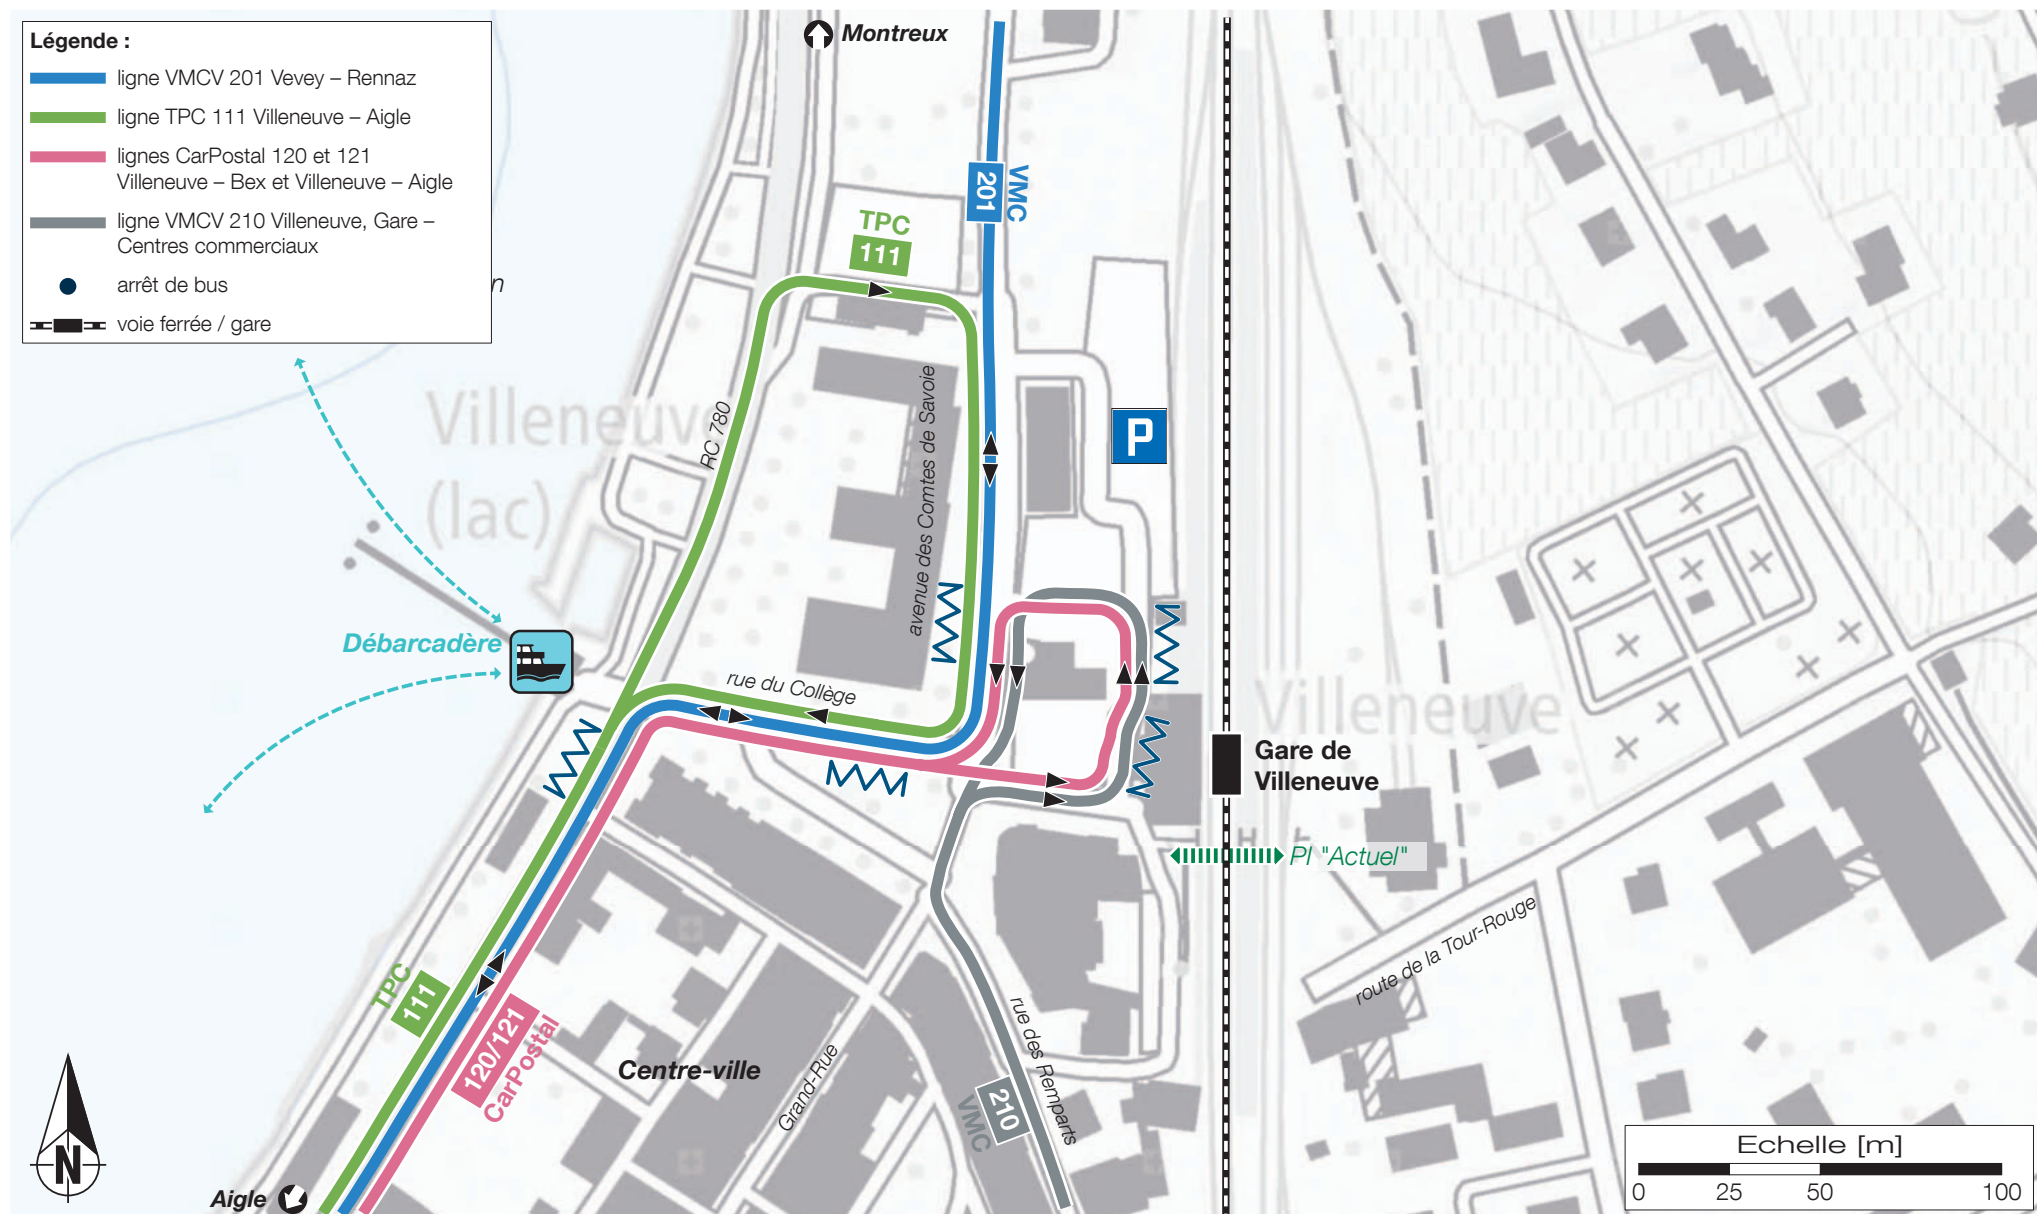 Légende :
ligne VMCV 201 Vevey – Rennaz
ligne TPC 111 Villeneuve – Aigle
lignes CarPostal 120 et 121
Villeneuve – Bex et Villeneuve – Aigle
ligne VMCV 210 Villeneuve, Gare –
Centres commerciaux
arrêt de bus
voie ferrée / gare
n
Montreux
201
VMC
TPC
111
Villeneuv
(lac)
RC 780
avenue des Comtes de Savoie
P
Débarcadère
rue du Collège
Villeneuve
Gare de
Villeneuve
PI "Actuel"
route de la Tour-Rouge
TPC
111
120/121
CarPostal
Centre-ville
Grand-Rue
rue des Remparts
210
VMC
N
Aigle
Echelle [m]
0 25 50 100